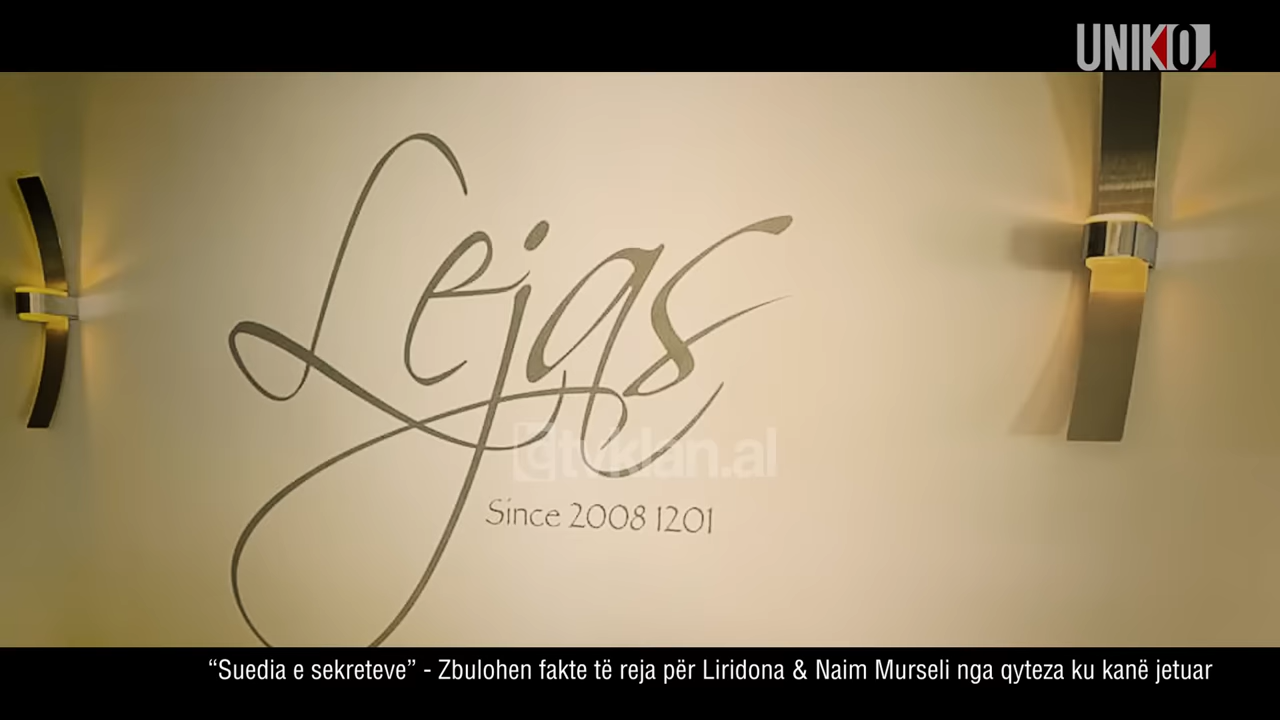 UNIKO
Lejas
tvklan.al
Since 2008 1201
“Suedia e sekreteve” - Zbulohen fakte të reja për Liridona & Naim Murseli nga qyteza ku kanë jetuar